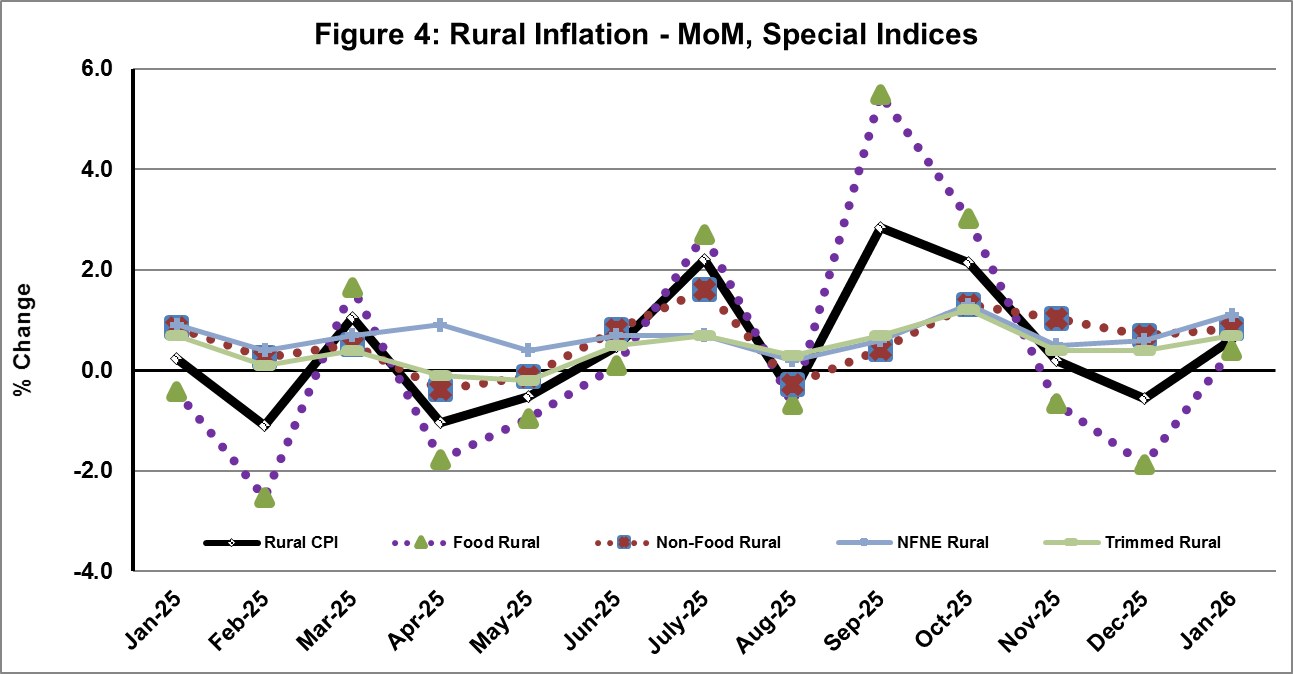 Figure 4: Rural Inflation - MoM, Special Indices
6.0
4.0
2.0
0.0
-2.0
-4.0
% Change
Rural CPI Food Rural Non-Food Rural NFNE Rural Trimmed Rural
Jan-25 Feb-25 Mar-25 Apr-25 May-25 Jun-25 July-25 Aug-25 Sep-25 Oct-25 Nov-25 Dec-25 Jan-26